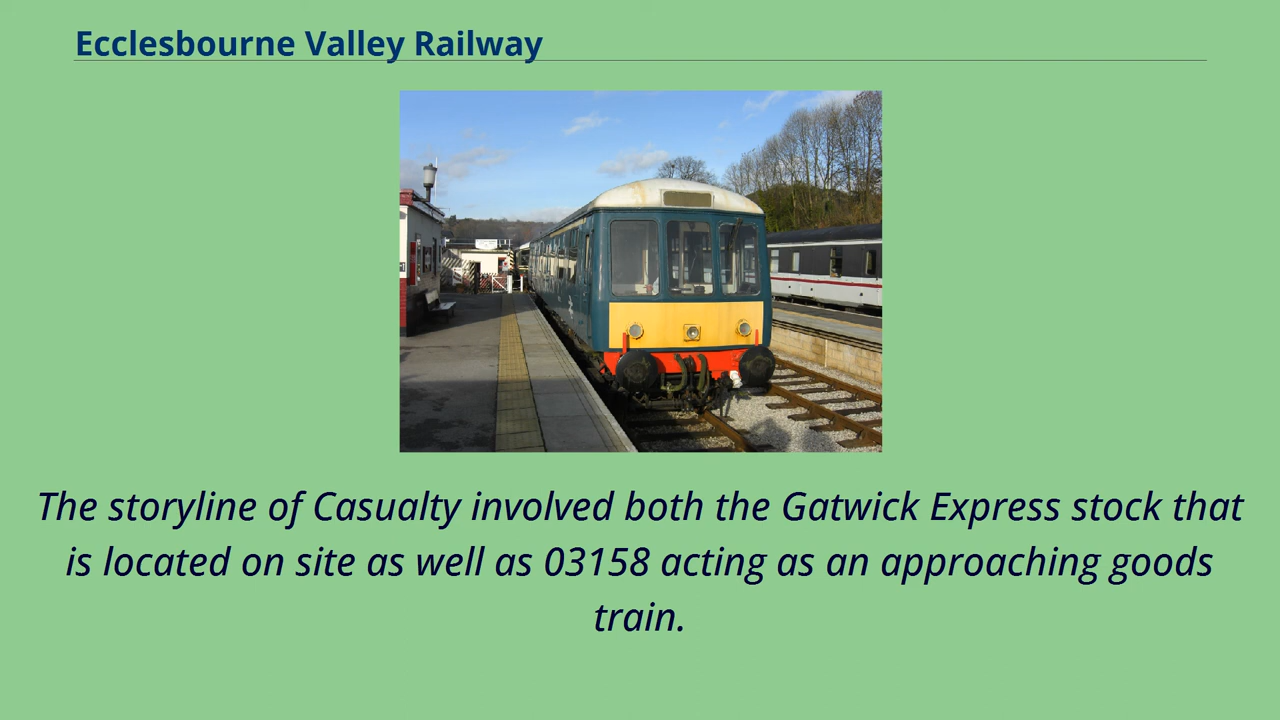 Ecclesbourne Valley Railway
The storyline of Casualty involved both the Gatwick Express stock that
is located on site as well as 03158 acting as an approaching goods
train.